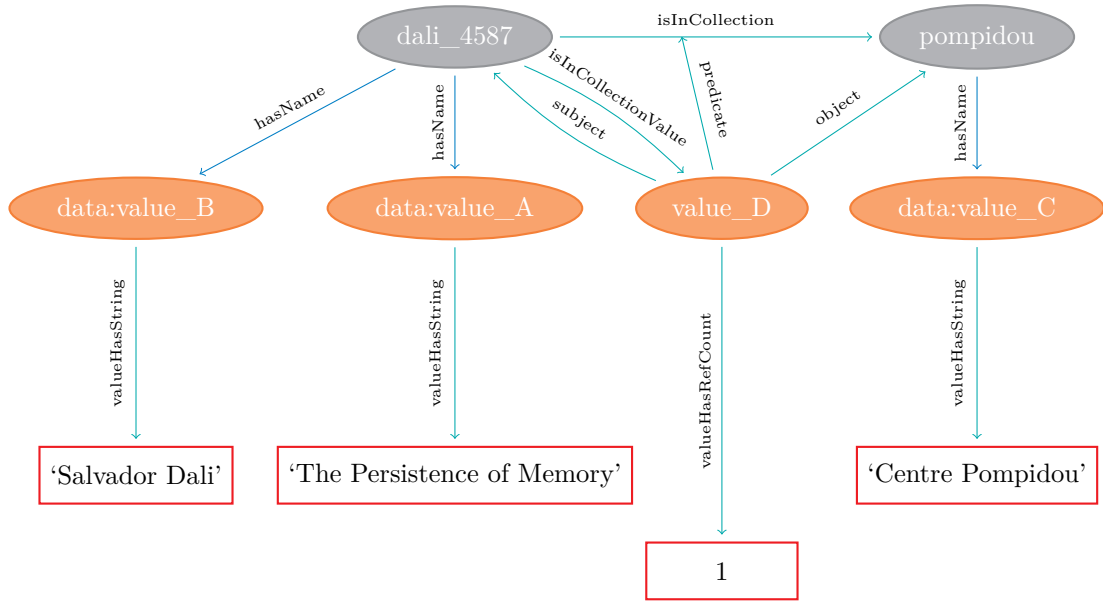 isInCollection
dali_4587
pompidou
isInCollectionValue
predicate
subject
object
hasName
hasName
hasName
data:value_B
data:value_A
value_D
data:value_C
valueHasString
valueHasString
valueHasRefCount
valueHasString
‘Salvador Dali’
‘The Persistence of Memory’
‘Centre Pompidou’
1